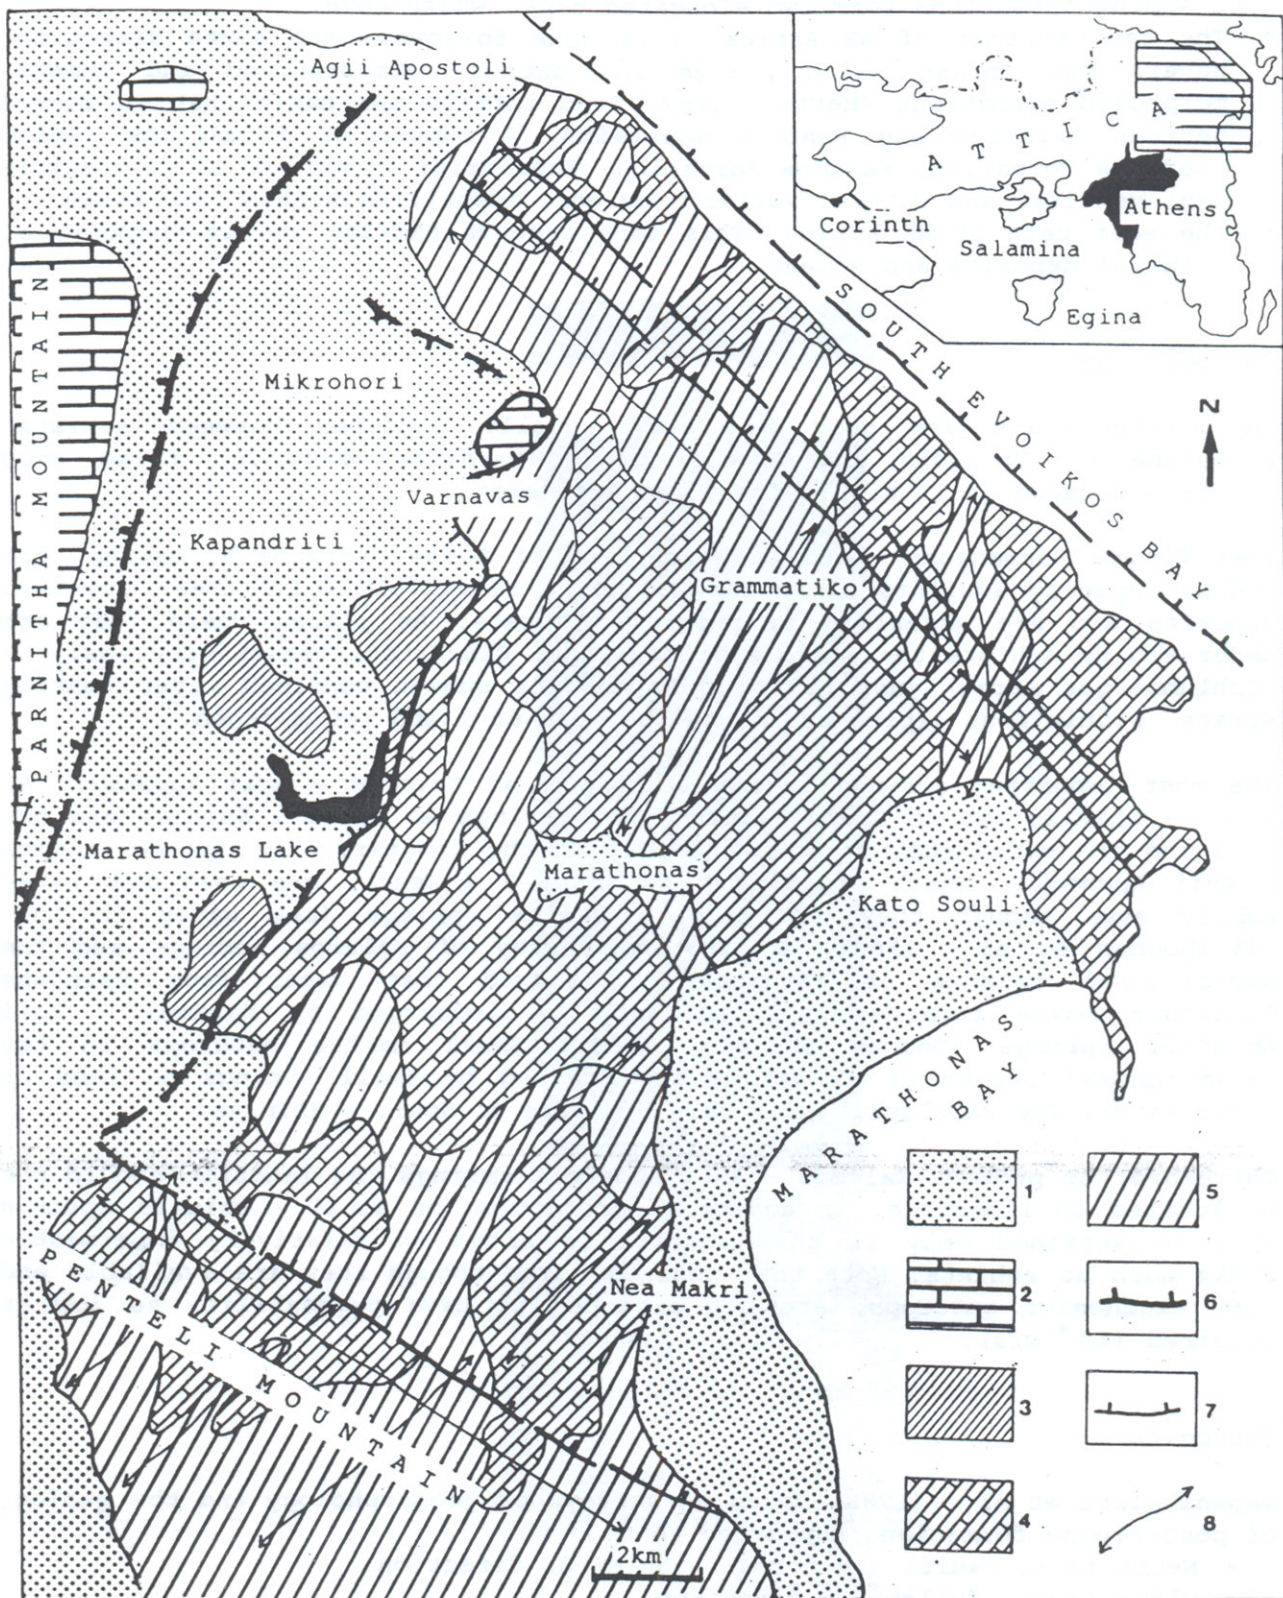 Agii Apostoli
ATTICA
Corinth
Athens
Salamina
Egina
PARNITHA MOUNTAIN
SOUTH EVOIKOS BAY
Mikrohori
N
Varnavas
Kapandriti
Grammatiko
Marathonas Lake
Marathonas
Kato Souli
MARATHONAS
BAY
PENTELI MOUNTAIN
Nea Makri
1
5
2
6
3
7
4
8
2km